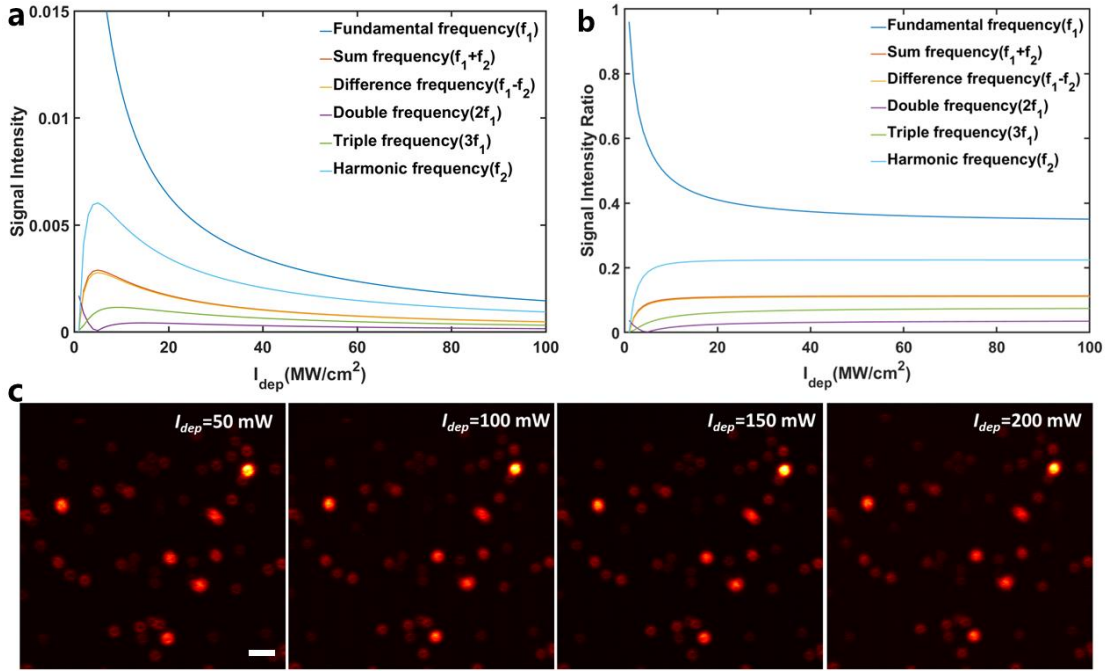 a
0.015
0.01
0.005
0
Signal Intensity
Fundamental frequency(f1)
Sum frequency(f1+f2)
Difference frequency(f1-f2)
Double frequency(2f1)
Triple frequency(3f1)
Harmonic frequency(f2)
0 20 40 60 80 100
Idep(MW/cm2)
b
1
0.8
0.6
0.4
0.2
0
Signal Intensity Ratio
Fundamental frequency(f1)
Sum frequency(f1+f2)
Difference frequency(f1-f2)
Double frequency(2f1)
Triple frequency(3f1)
Harmonic frequency(f2)
0 20 40 60 80 100
Idep(MW/cm2)
c
Idep=50 mW
Idep=100 mW
Idep=150 mW
Idep=200 mW